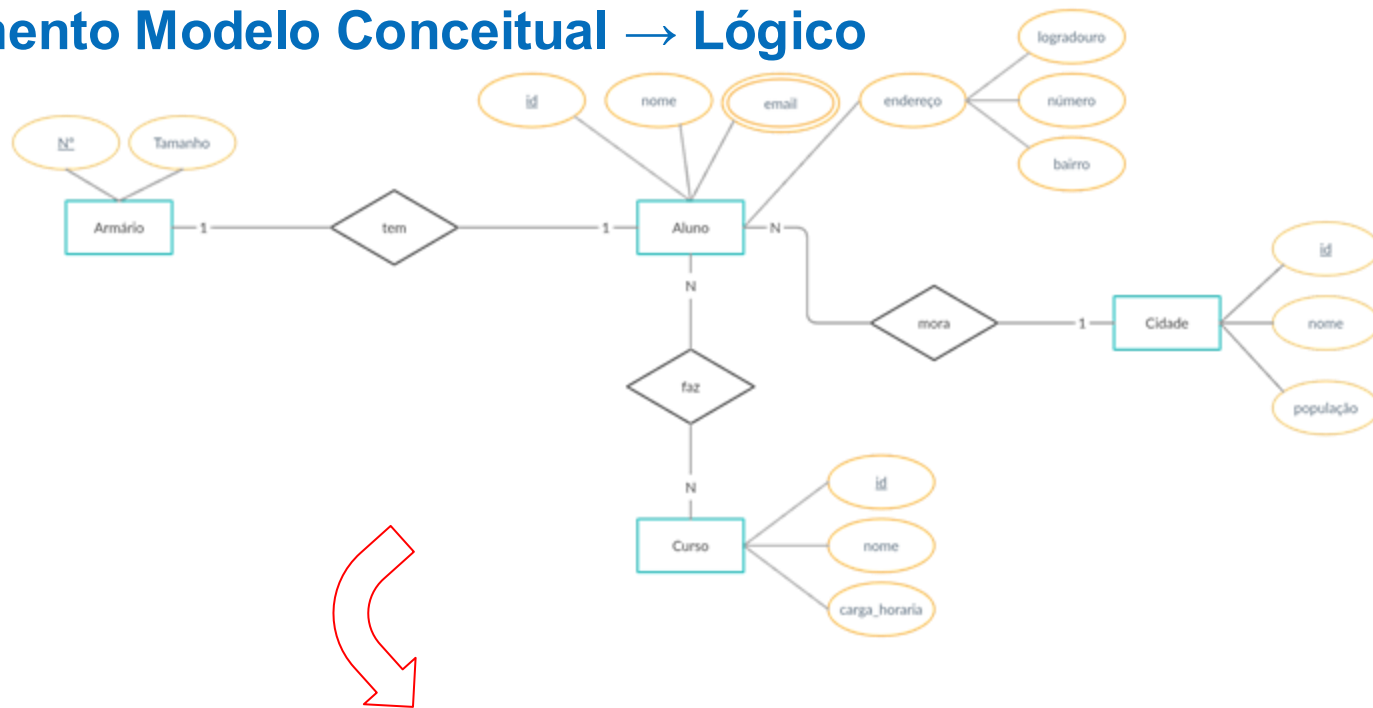 mento Modelo Conceitual → Lógico
logradouro
id
nome
email
endereço
número
Nº
Tamanho
bairro
Armário
1
tem
1
Aluno
N
id
N
mora
1
Cidade
nome
faz
população
id
N
Curso
nome
carga_horaria